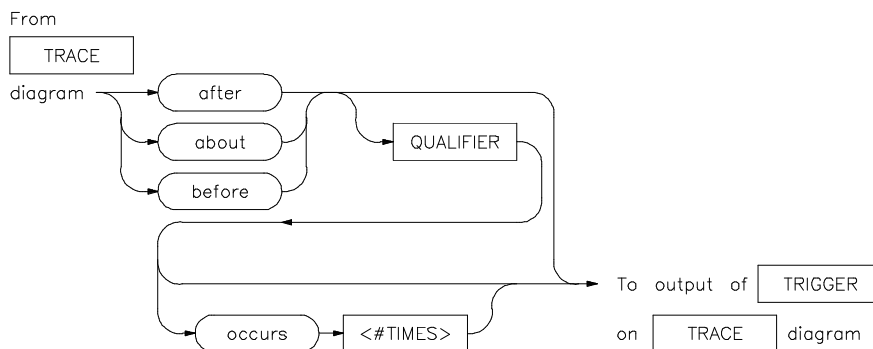 From
TRACE
diagram
after
about
QUALIFIER
before
To output of TRIGGER
occurs
<#TIMES>
on TRACE diagram